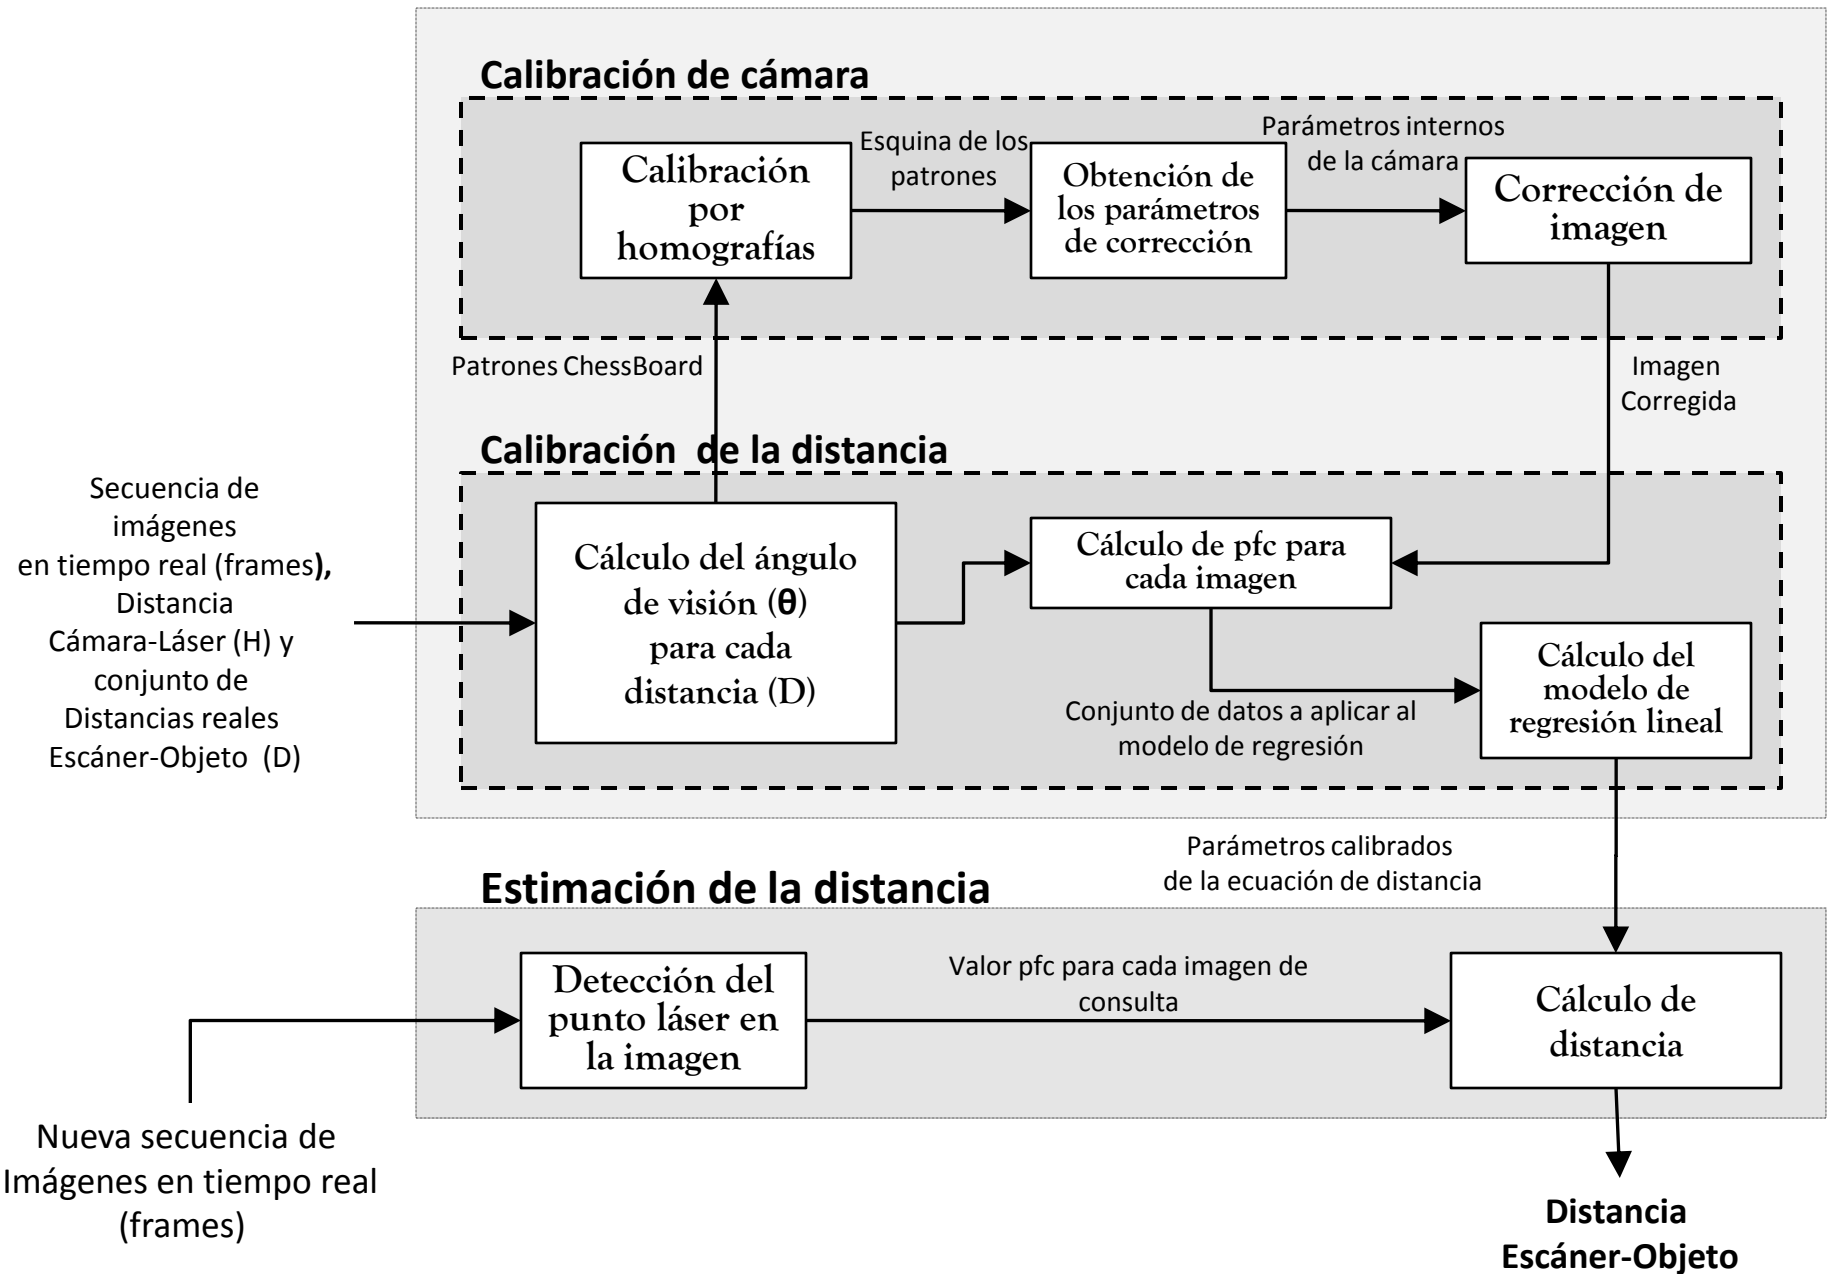 Calibración de cámara
Calibración
por
homografías
Esquina de los
patrones
Obtención de
los parámetros
de corrección
Parámetros internos
de la cámara
Corrección de
imagen
Patrones ChessBoard
Imagen
Corregida
Calibración de la distancia
Secuencia de
imágenes
en tiempo real (frames),
Distancia
Cámara-Láser (H) y
conjunto de
Distancias reales
Escáner-Objeto (D)
Cálculo del ángulo
de visión (θ)
para cada
distancia (D)
Cálculo de pfc para
cada imagen
Conjunto de datos a aplicar al
modelo de regresión
Cálculo del
modelo de
regresión lineal
Parámetros calibrados
de la ecuación de distancia
Estimación de la distancia
Detección del
punto láser en
la imagen
Valor pfc para cada imagen de
consulta
Cálculo de
distancia
Nueva secuencia de
Imágenes en tiempo real
(frames)
Distancia
Escáner-Objeto